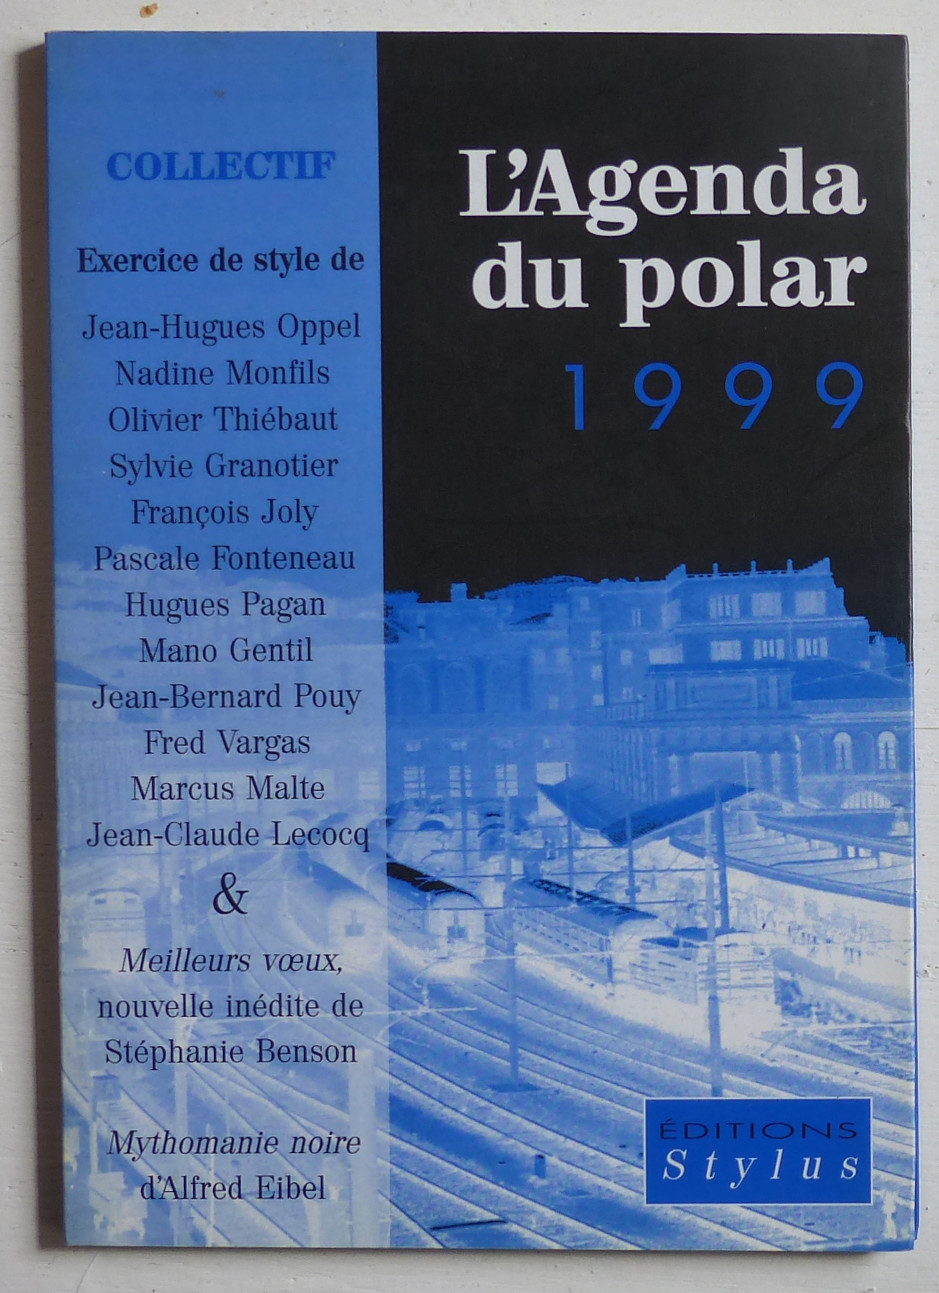 COLLECTIF
Exercice de style de
Jean-Hugues Oppel
Nadine Monfils
Olivier Thiébaut
Sylvie Granotier
François Joly
Pascale Fonteneau
Hugues Pagan
Mano Gentil
Jean-Bernard Pouy
Fred Vargas
Marcus Malte
Jean-Claude Lecocq
&
Meilleurs vœux,
nouvelle inédite de
Stéphanie Benson
Mythomanie noire
d'Alfred Eibel
L'Agenda
du polar
1999
ÉDITIONS
Stylus